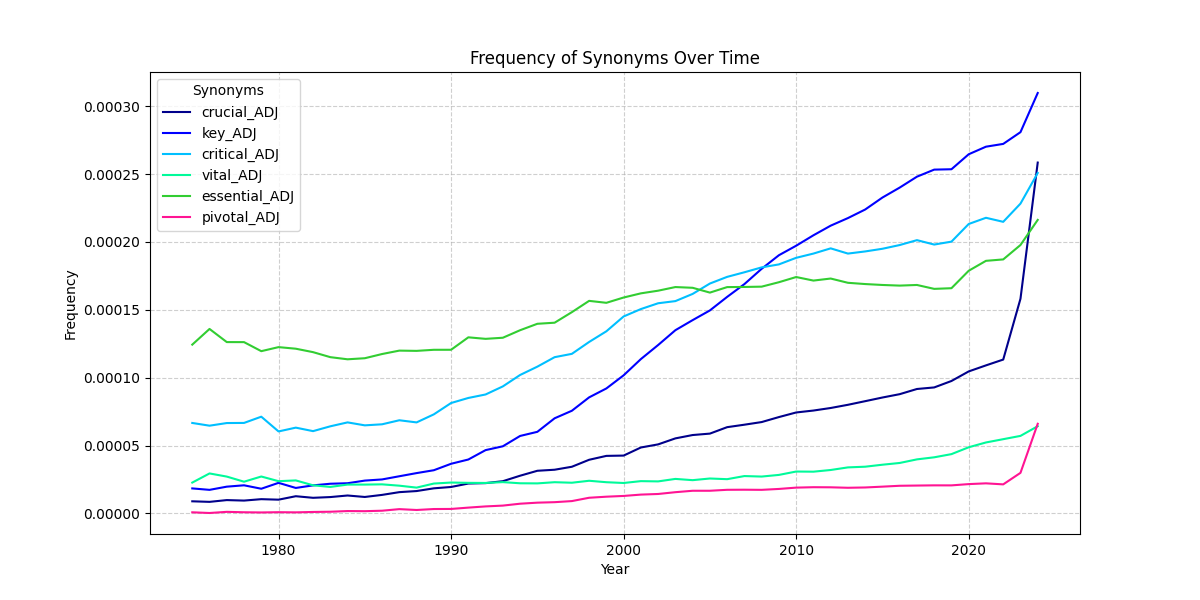 Frequency of Synonyms Over Time
Synonyms
crucial_ADJ
key_ADJ
critical_ADJ
vital_ADJ
essential_ADJ
pivotal_ADJ
0.00030
0.00025
0.00020
0.00015
0.00010
0.00005
0.00000
Frequency
1980 1990 2000 2010 2020
Year